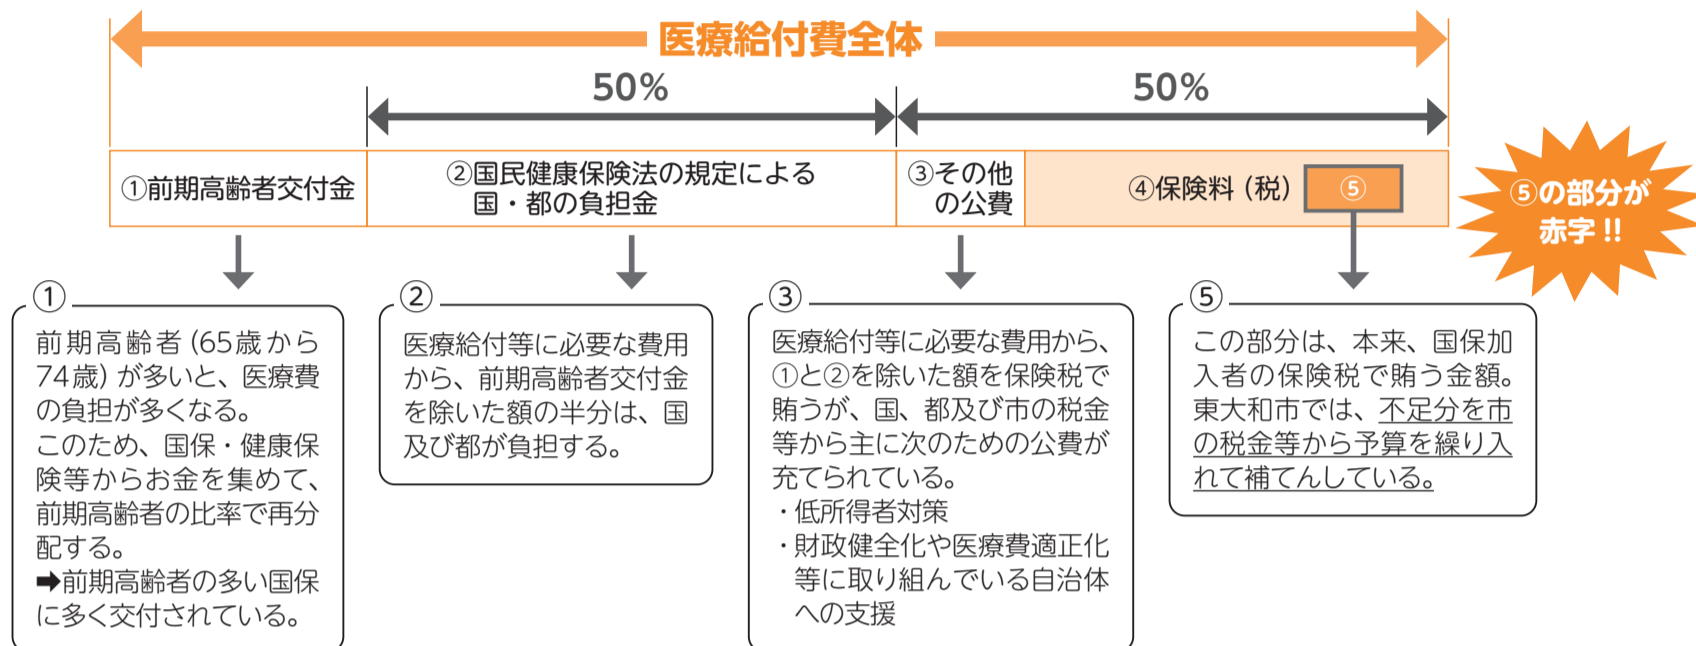 医療給付費全体
50%
50%
①前期高齢者交付金
②国民健康保険法の規定による
国・都の負担金
③その他
の公費
④保険料(税)
⑤
⑤の部分が
赤字!!
①
前期高齢者(65歳から
74歳)が多いと、医療費
の負担が多くなる。
このため、国保・健康保
険等からお金を集めて、
前期高齢者の比率で再分
配する。
➡前期高齢者の多い国保
に多く交付されている。
②
医療給付等に必要な費用
から、前期高齢者交付金
を除いた額の半分は、国
及び都が負担する。
③
医療給付等に必要な費用から、
①と②を除いた額を保険税で
賄うが、国、都及び市の税金
等から主に次のための公費が
充てられている。
・低所得者対策
・財政健全化や医療費適正化
等に取り組んでいる自治体
への支援
⑤
この部分は、本来、国保加
入者の保険税で賄う金額。
東大和市では、不足分を市
の税金等から予算を繰り入
れて補てんしている。